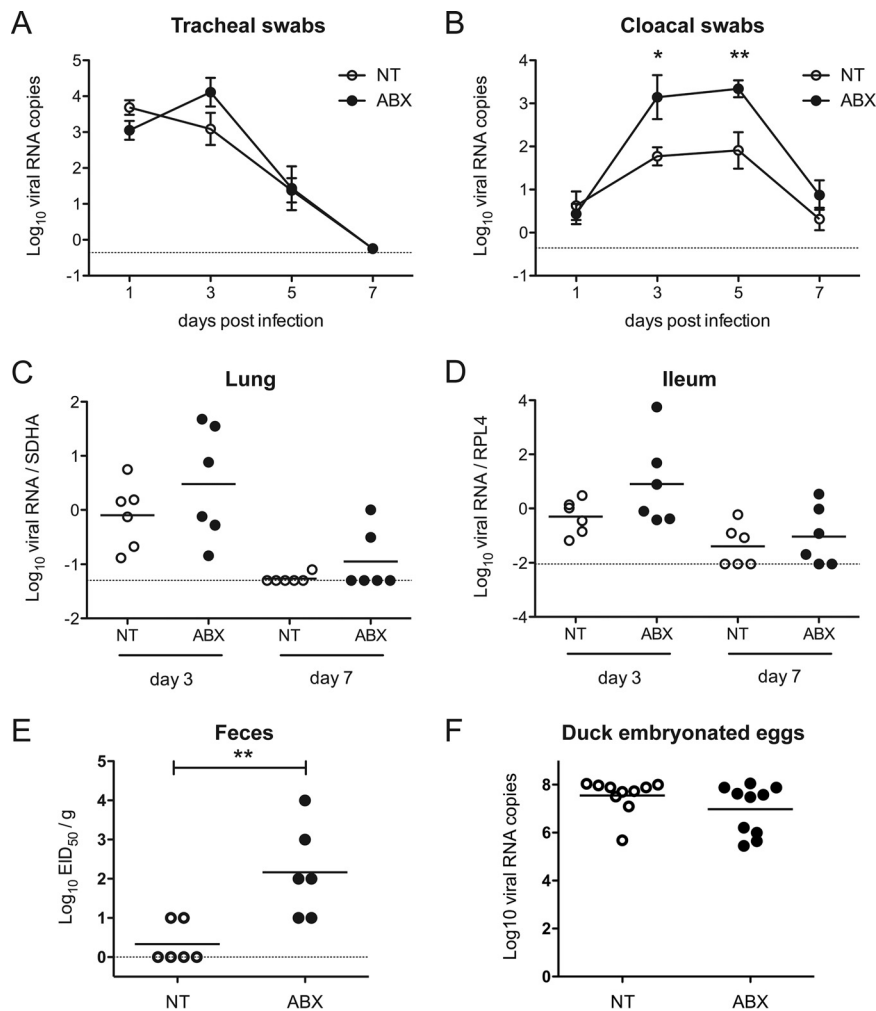 A
Tracheal swabs
Log10 viral RNA copies
5
4
3
2
1
0
-1
NT
ABX
1 3 5 7
days post infection
B
Cloacal swabs
Log10 viral RNA copies
4
3
2
1
0
-1
* **
NT
ABX
1 3 5 7
days post infection
C
Lung
Log10 viral RNA / SDHA
2
1
0
-1
-2
NT ABX NT ABX
day 3 day 7
D
Ileum
Log10 viral RNA / RPL4
4
2
0
-2
-4
NT ABX NT ABX
day 3 day 7
E
Feces
**
Log10 EID50 / g
5
4
3
2
1
0
NT ABX
F
Duck embryonated eggs
Log10 viral RNA copies
8
6
4
2
0
NT ABX